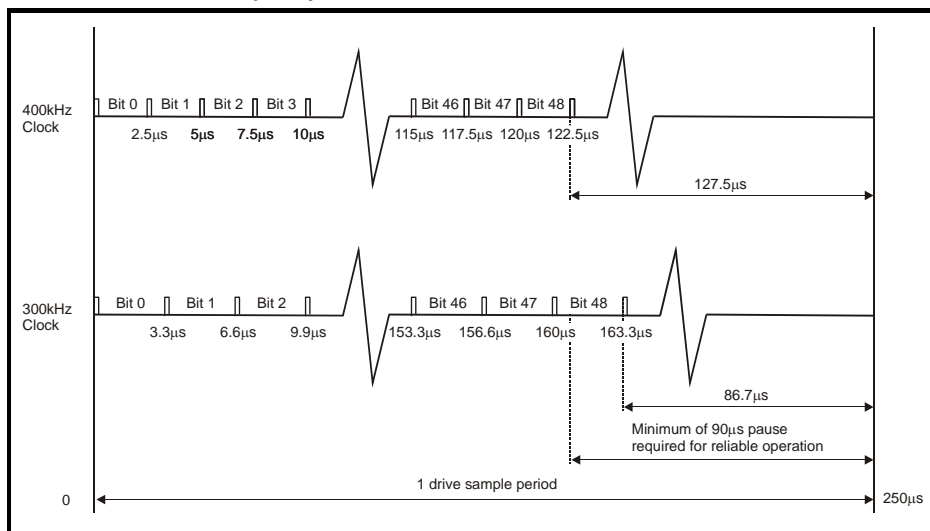 400kHz
Clock
Bit 0 Bit 1 Bit 2 Bit 3 Bit 46 Bit 47 Bit 48
2.5µs 5µs 7.5µs 10µs 115µs 117.5µs 120µs 122.5µs
127.5µs
300kHz
Clock
Bit 0 Bit 1 Bit 2 Bit 46 Bit 47 Bit 48
3.3µs 6.6µs 9.9µs 153.3µs 156.6µs 160µs 163.3µs
86.7µs
Minimum of 90µs pause
required for reliable operation
1 drive sample period
0 250µs